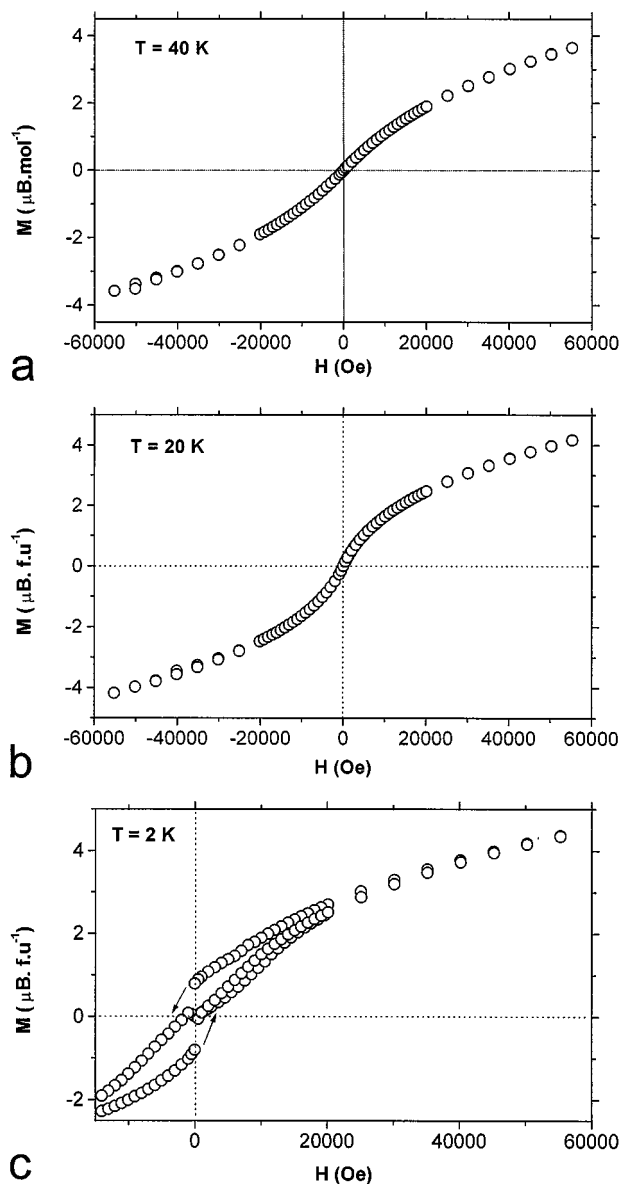 T = 40 K
M ( μB.mol⁻¹)
4
2
0
-2
-4
-60000 -40000 -20000 0 20000 40000 60000
H (Oe)
a
T = 20 K
M ( μB. f.u⁻¹)
4
2
0
-2
-4
-60000 -40000 -20000 0 20000 40000 60000
H (Oe)
b
T = 2 K
M ( μB. f.u⁻¹)
4
2
0
-2
0 20000 40000 60000
H (Oe)
c